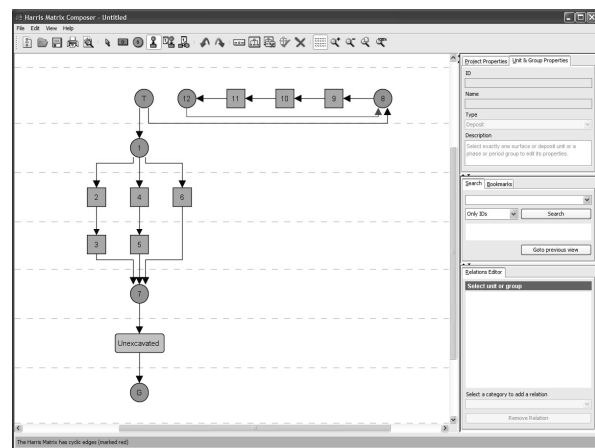 Harris Matrix Composer - Untitled
File Edit View Help
T 12 11 10 9 8
1
2 4 6
3 5
7
Unexcavated
G
Project Properties Unit & Group Properties
ID
Name
Type
Deposit
Description
Select exactly one surface or deposit unit or a
phase or period group to edit its properties.
Search Bookmarks
Only IDs Search
Goto previous view
Relations Editor
Select unit or group
Select a category to add a relation
Remove Relation
The Harris Matrix has cyclic edges (marked red)